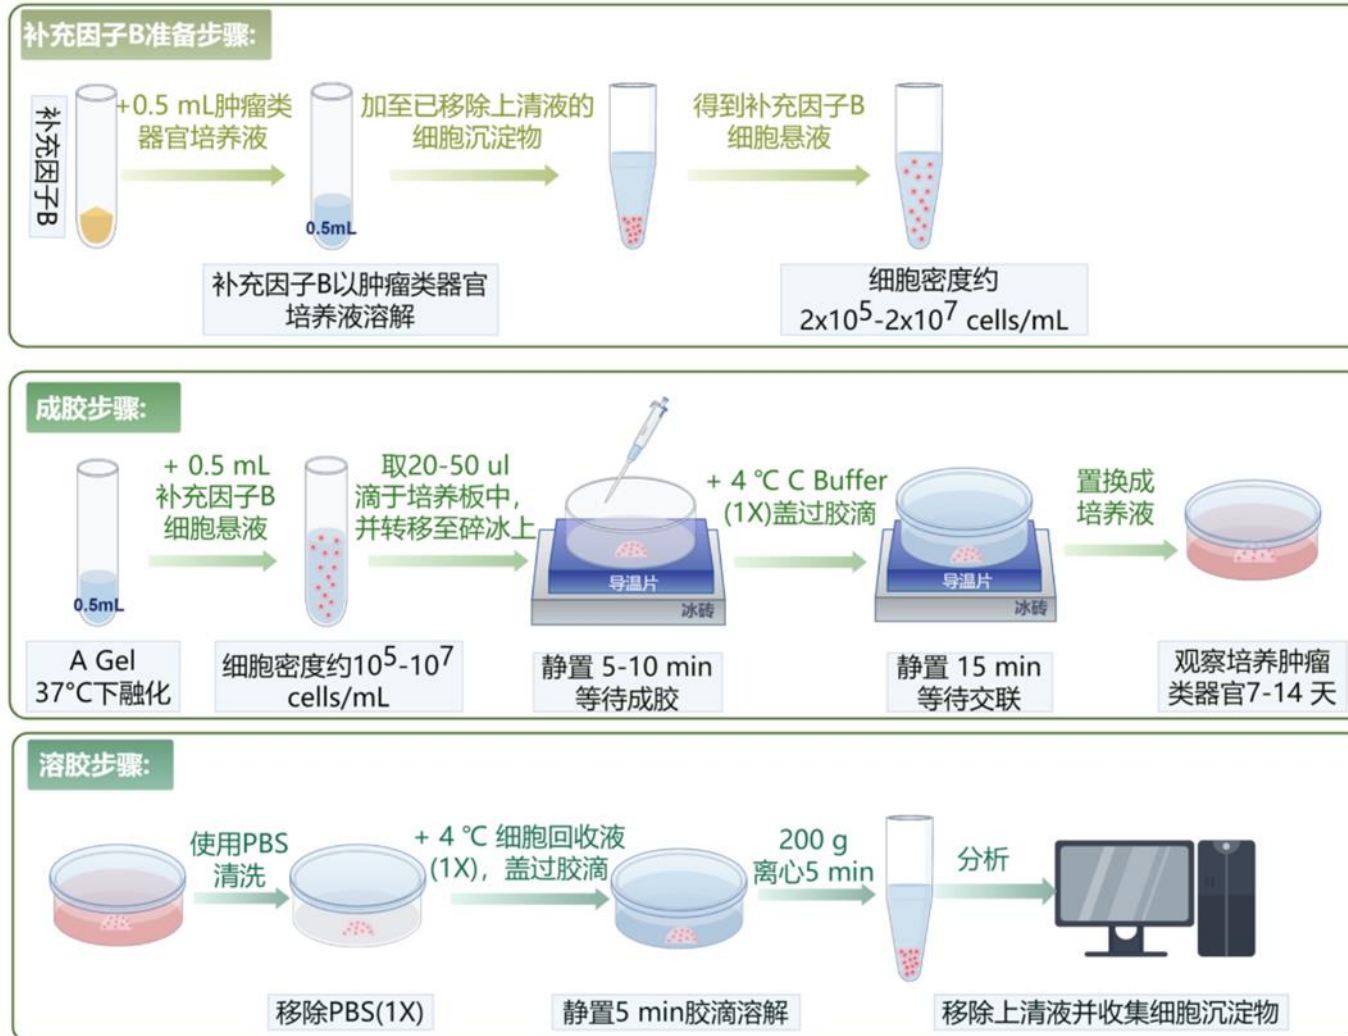 补充因子B准备步骤:
补充因子B
+0.5 mL肿瘤类
器官培养液
0.5mL
补充因子B以肿瘤类器官
培养液溶解
加至已移除上清液的
细胞沉淀物
得到补充因子B
细胞悬液
细胞密度约
2x10⁵-2x10⁷ cells/mL
成胶步骤:
0.5mL
A Gel
37°C下融化
+ 0.5 mL
补充因子B
细胞悬液
细胞密度约10⁵-10⁷
cells/mL
取20-50 ul
滴于培养板中,
并转移至碎冰上
导温片
冰砖
静置 5-10 min
等待成胶
+ 4 ℃ C Buffer
(1X)盖过胶滴
导温片
冰砖
静置 15 min
等待交联
置换成
培养液
观察培养肿瘤
类器官7-14 天
溶胶步骤:
使用PBS
清洗
移除PBS(1X)
+ 4 ℃ 细胞回收液
(1X)，盖过胶滴
静置5 min胶滴溶解
200 g
离心5 min
移除上清液并收集细胞沉淀物
分析